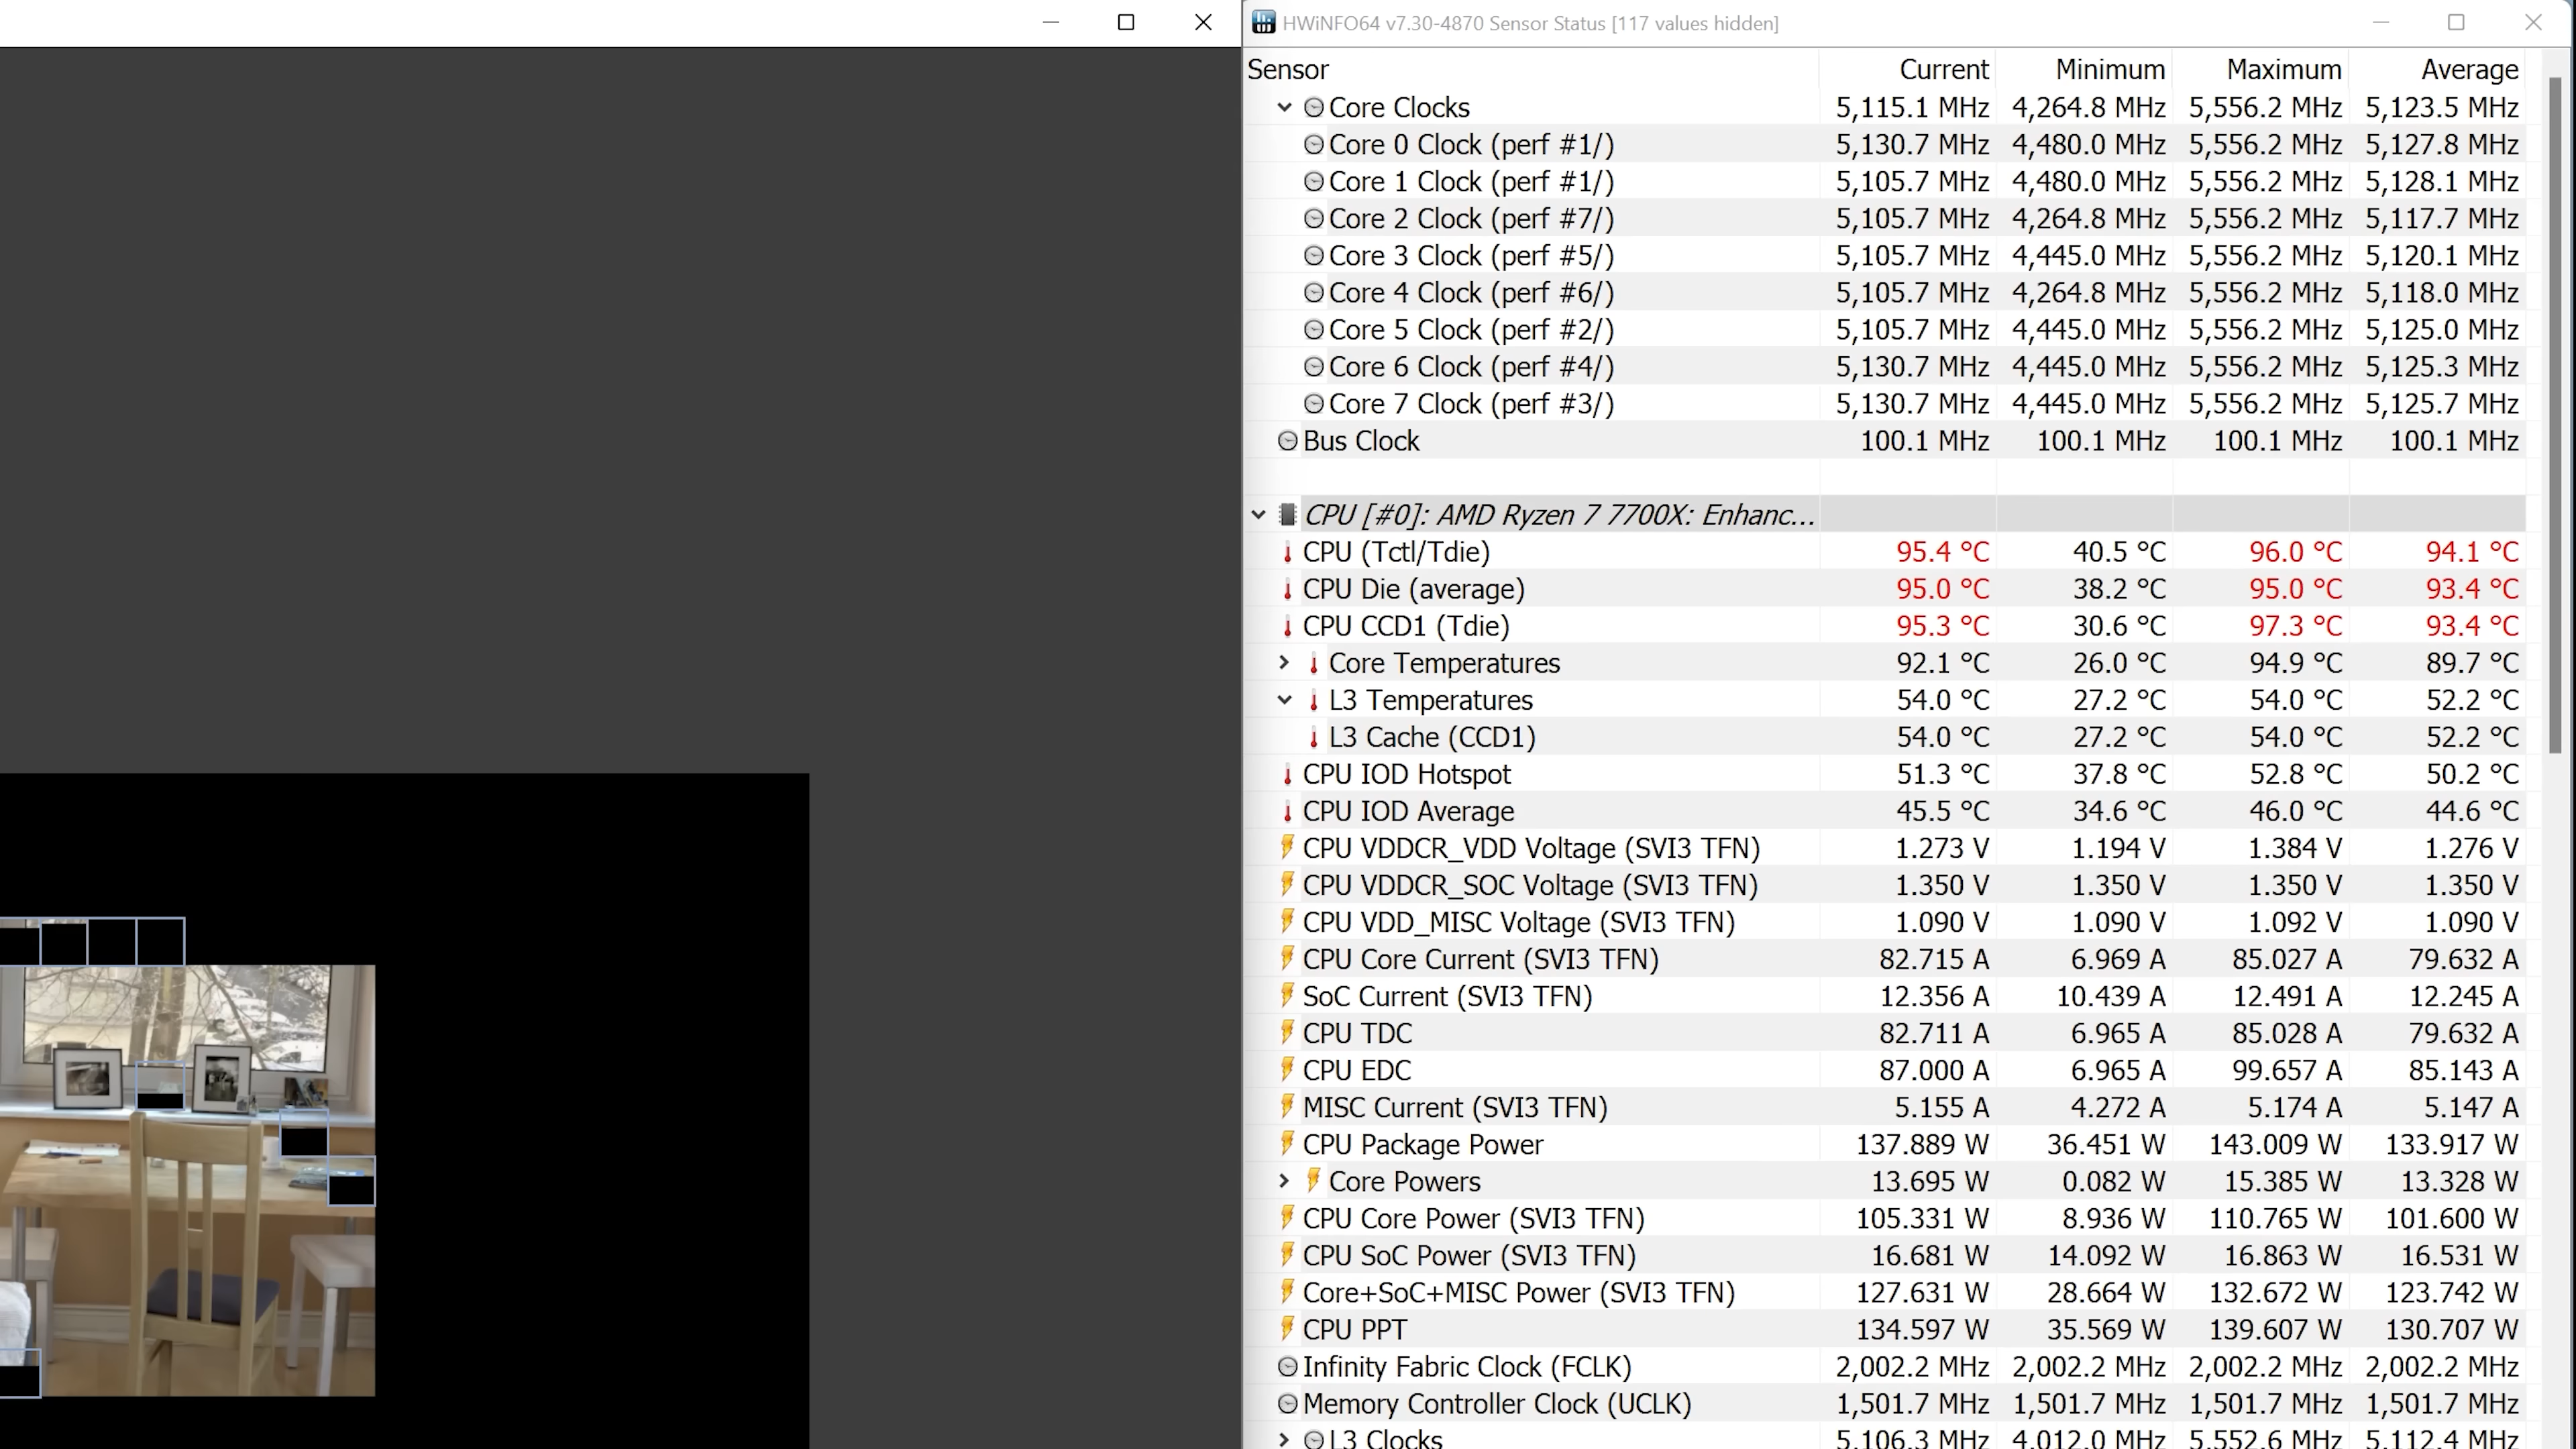 HWiNFO64 v7.30-4870 Sensor Status [117 values hidden]
Sensor Current Minimum Maximum Average
Core Clocks 5,115.1 MHz 4,264.8 MHz 5,556.2 MHz 5,123.5 MHz
Core 0 Clock (perf #1/) 5,130.7 MHz 4,480.0 MHz 5,556.2 MHz 5,127.8 MHz
Core 1 Clock (perf #1/) 5,105.7 MHz 4,480.0 MHz 5,556.2 MHz 5,128.1 MHz
Core 2 Clock (perf #7/) 5,105.7 MHz 4,264.8 MHz 5,556.2 MHz 5,117.7 MHz
Core 3 Clock (perf #5/) 5,105.7 MHz 4,445.0 MHz 5,556.2 MHz 5,120.1 MHz
Core 4 Clock (perf #6/) 5,105.7 MHz 4,264.8 MHz 5,556.2 MHz 5,118.0 MHz
Core 5 Clock (perf #2/) 5,105.7 MHz 4,445.0 MHz 5,556.2 MHz 5,125.0 MHz
Core 6 Clock (perf #4/) 5,130.7 MHz 4,445.0 MHz 5,556.2 MHz 5,125.3 MHz
Core 7 Clock (perf #3/) 5,130.7 MHz 4,445.0 MHz 5,556.2 MHz 5,125.7 MHz
Bus Clock 100.1 MHz 100.1 MHz 100.1 MHz 100.1 MHz
CPU [#0]: AMD Ryzen 7 7700X: Enhanc...
CPU (Tctl/Tdie) 95.4 °C 40.5 °C 96.0 °C 94.1 °C
CPU Die (average) 95.0 °C 38.2 °C 95.0 °C 93.4 °C
CPU CCD1 (Tdie) 95.3 °C 30.6 °C 97.3 °C 93.4 °C
Core Temperatures 92.1 °C 26.0 °C 94.9 °C 89.7 °C
L3 Temperatures 54.0 °C 27.2 °C 54.0 °C 52.2 °C
L3 Cache (CCD1) 54.0 °C 27.2 °C 54.0 °C 52.2 °C
CPU IOD Hotspot 51.3 °C 37.8 °C 52.8 °C 50.2 °C
CPU IOD Average 45.5 °C 34.6 °C 46.0 °C 44.6 °C
CPU VDDCR_VDD Voltage (SVI3 TFN) 1.273 V 1.194 V 1.384 V 1.276 V
CPU VDDCR_SOC Voltage (SVI3 TFN) 1.350 V 1.350 V 1.350 V 1.350 V
CPU VDD_MISC Voltage (SVI3 TFN) 1.090 V 1.090 V 1.092 V 1.090 V
CPU Core Current (SVI3 TFN) 82.715 A 6.969 A 85.027 A 79.632 A
SoC Current (SVI3 TFN) 12.356 A 10.439 A 12.491 A 12.245 A
CPU TDC 82.711 A 6.965 A 85.028 A 79.632 A
CPU EDC 87.000 A 6.965 A 99.657 A 85.143 A
MISC Current (SVI3 TFN) 5.155 A 4.272 A 5.174 A 5.147 A
CPU Package Power 137.889 W 36.451 W 143.009 W 133.917 W
Core Powers 13.695 W 0.082 W 15.385 W 13.328 W
CPU Core Power (SVI3 TFN) 105.331 W 8.936 W 110.765 W 101.600 W
CPU SoC Power (SVI3 TFN) 16.681 W 14.092 W 16.863 W 16.531 W
Core+SoC+MISC Power (SVI3 TFN) 127.631 W 28.664 W 132.672 W 123.742 W
CPU PPT 134.597 W 35.569 W 139.607 W 130.707 W
Infinity Fabric Clock (FCLK) 2,002.2 MHz 2,002.2 MHz 2,002.2 MHz 2,002.2 MHz
Memory Controller Clock (UCLK) 1,501.7 MHz 1,501.7 MHz 1,501.7 MHz 1,501.7 MHz
L3 Clocks 5,106.3 MHz 4,012.0 MHz 5,552.6 MHz 5,112.4 MHz